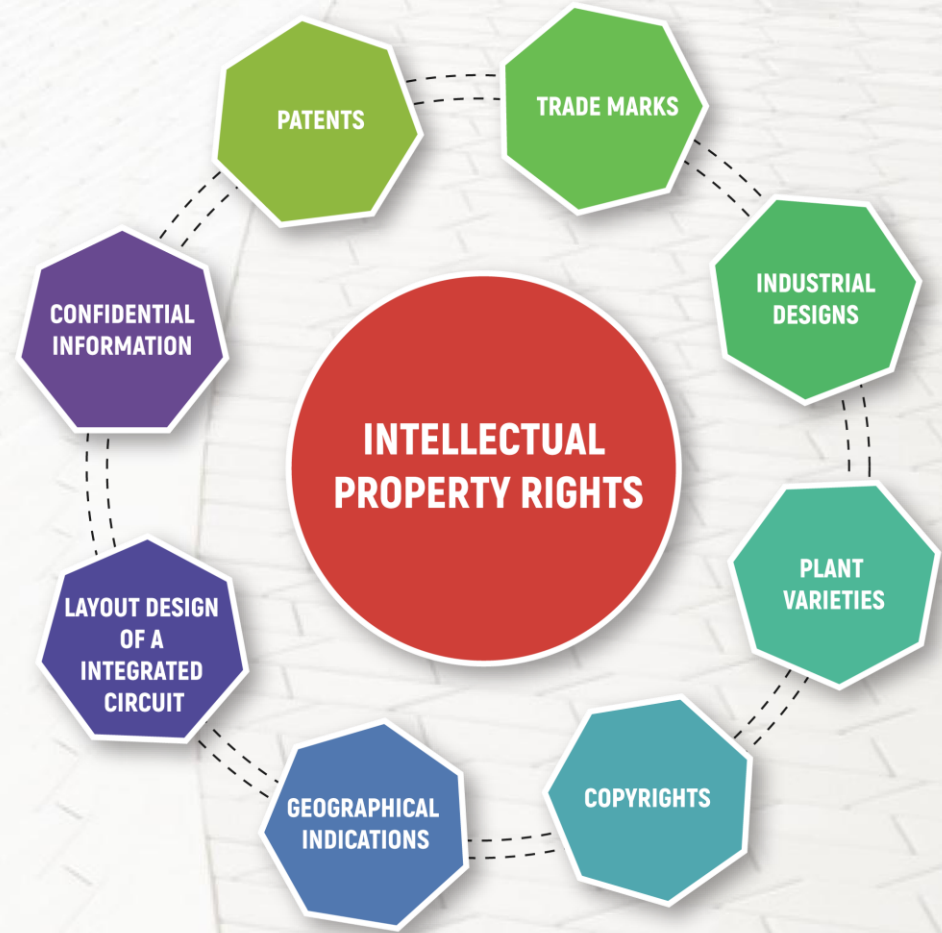 PATENTS
TRADE MARKS
INDUSTRIAL
DESIGNS
PLANT
VARIETIES
COPYRIGHTS
GEOGRAPHICAL
INDICATIONS
LAYOUT DESIGN
OF A
INTEGRATED
CIRCUIT
CONFIDENTIAL
INFORMATION
INTELLECTUAL
PROPERTY RIGHTS